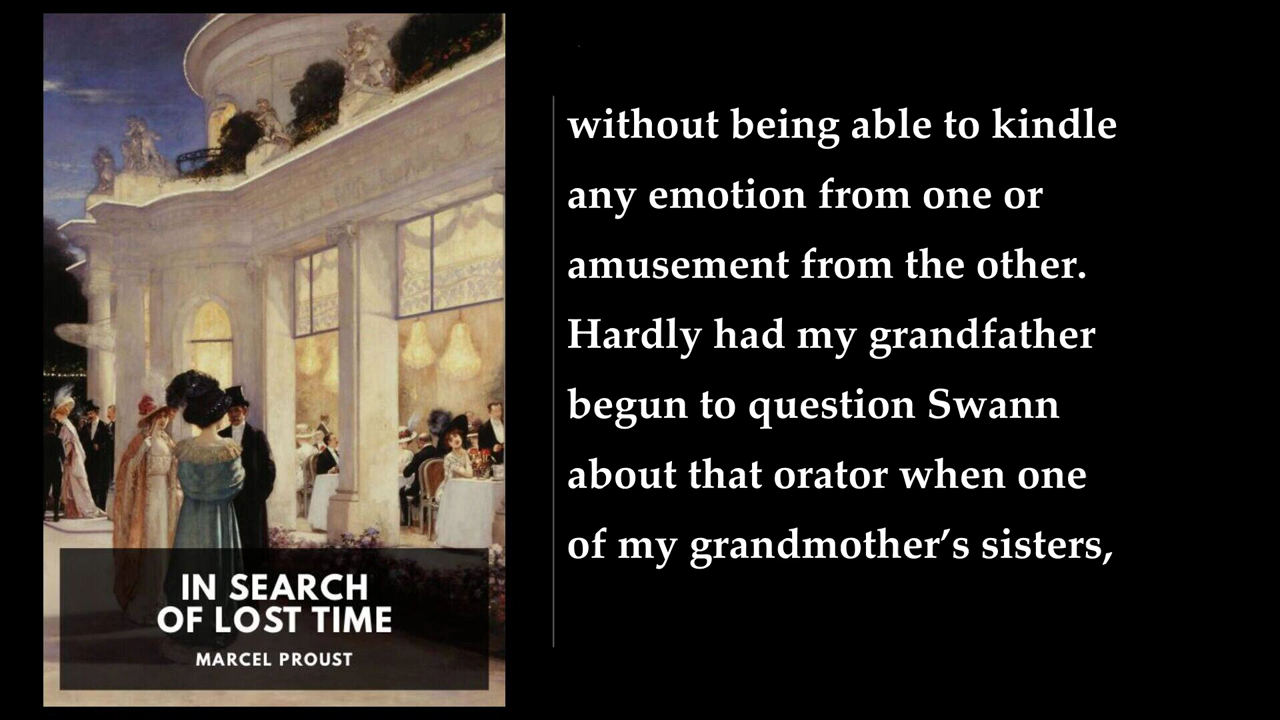 IN SEARCH
OF LOST TIME
MARCEL PROUST
without being able to kindle
any emotion from one or
amusement from the other.
Hardly had my grandfather
begun to question Swann
about that orator when one
of my grandmother’s sisters,